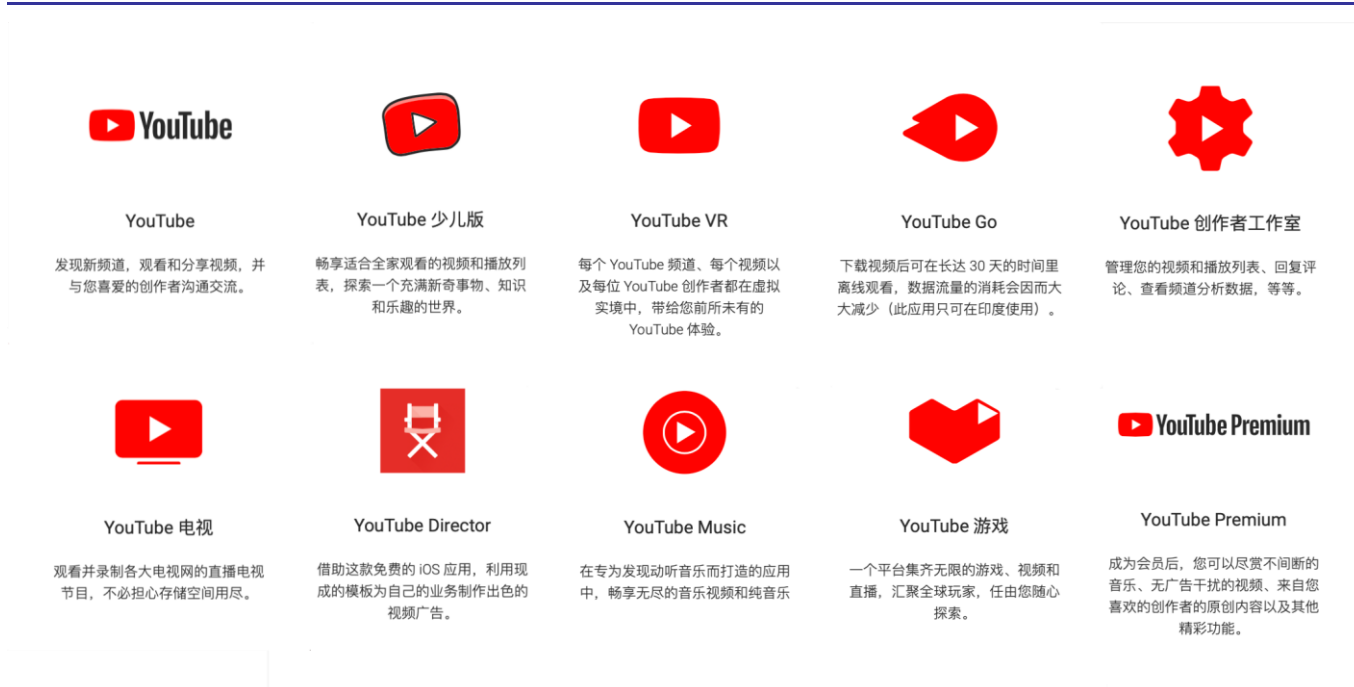 YouTube
YouTube
发现新频道，观看和分享视频，并
与您喜爱的创作者沟通交流。
YouTube 少儿版
畅享适合全家观看的视频和播放列
表，探索一个充满新奇事物、知识
和乐趣的世界。
YouTube VR
每个 YouTube 频道、每个视频以
及每位 YouTube 创作者都在虚拟
实境中，带给您前所未有的
YouTube 体验。
YouTube Go
下载视频后可在长达 30 天的时间里
离线观看，数据流量的消耗会因而大
大减少（此应用只可在印度使用）。
YouTube 创作者工作室
管理您的视频和播放列表、回复评
论、查看频道分析数据，等等。
YouTube 电视
观看并录制各大电视网的直播电视
节目，不必担心存储空间用尽。
YouTube Director
借助这款免费的 iOS 应用，利用现
成的模板为自己的业务制作出色的
视频广告。
YouTube Music
在专为发现动听音乐而打造的应用
中，畅享无尽的音乐视频和纯音乐
YouTube 游戏
一个平台集齐无限的游戏、视频和
直播，汇聚全球玩家，任由您随心
探索。
YouTube Premium
YouTube Premium
成为会员后，您可以尽赏不间断的
音乐、无广告干扰的视频、来自您
喜欢的创作者的原创内容以及其他
精彩功能。